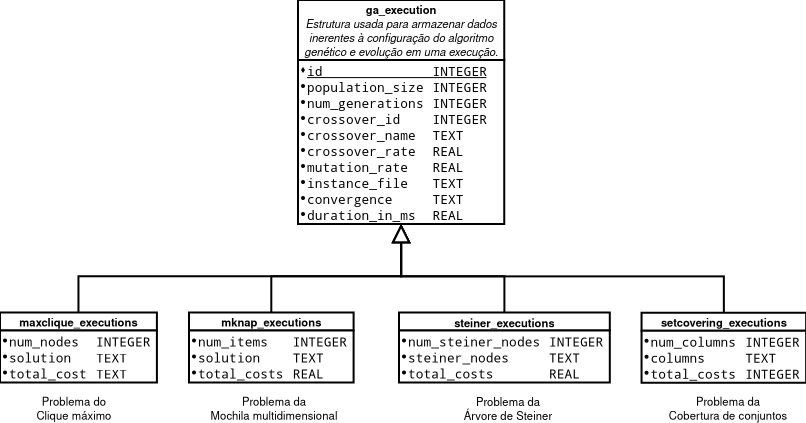 ga_execution
Estrutura usada para armazenar dados
inerentes à configuração do algoritmo
genético e evolução em uma execução.
id INTEGER
population_size INTEGER
num_generations INTEGER
crossover_id INTEGER
crossover_name TEXT
crossover_rate REAL
mutation_rate REAL
instance_file TEXT
convergence TEXT
duration_in_ms REAL
maxclique_executions
num_nodes INTEGER
solution TEXT
total_cost TEXT
Problema do
Clique máximo
mknap_executions
num_items INTEGER
solution TEXT
total_costs REAL
Problema da
Mochila multidimensional
steiner_executions
num_steiner_nodes INTEGER
steiner_nodes TEXT
total_costs REAL
Problema da
Árvore de Steiner
setcovering_executions
num_columns INTEGER
columns TEXT
total_costs INTEGER
Problema da
Cobertura de conjuntos